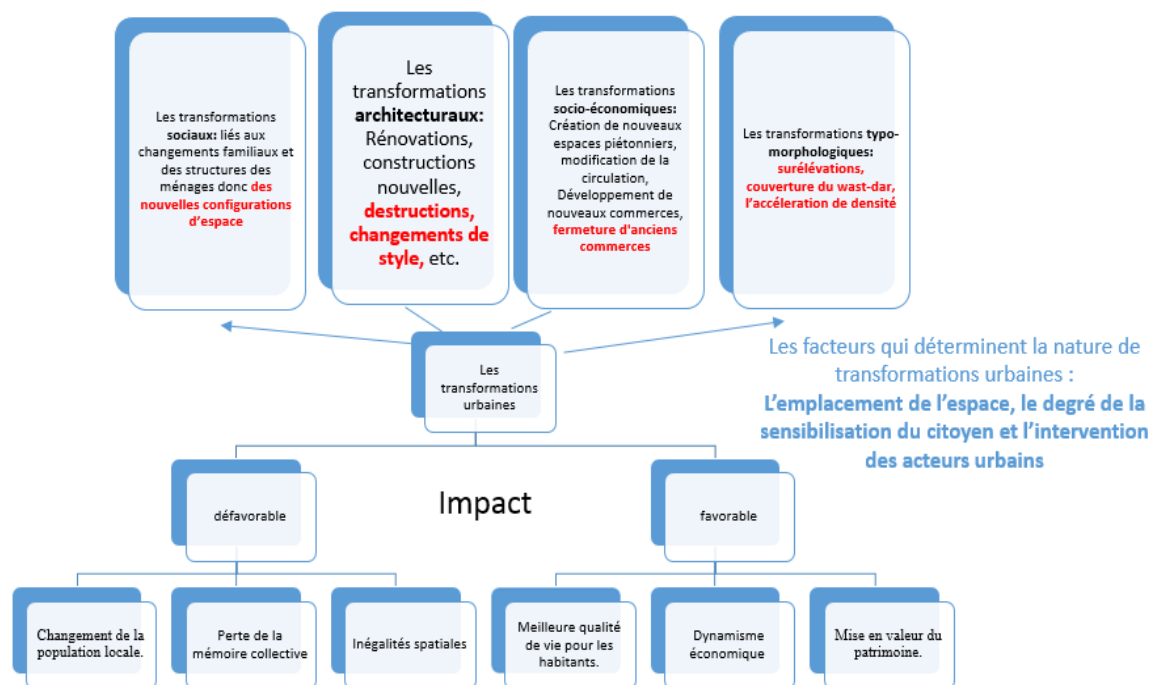 Les transformations
sociaux: liés aux
changements familiaux et
des structures des
ménages donc des
nouvelles configurations
d'espace
Les
transformations
architecturaux:
Rénovations,
constructions
nouvelles,
destructions,
changements de
style, etc.
Les transformations
socio-économiques:
Création de nouveaux
espaces piétonniers,
modification de la
circulation,
Développement de
nouveaux commerces,
fermeture d'anciens
commerces
Les transformations typo-
morphologiques:
surélévations,
couverture du wast-dar,
l'accéleration de densité
Les
transformations
urbaines
Les facteurs qui déterminent la nature de
transformations urbaines :
L'emplacement de l'espace, le degré de la
sensibilisation du citoyen et l'intervention
des acteurs urbains
Impact
défavorable
favorable
Changement de la
population locale.
Perte de la
mémoire collective
Inégalités spatiales
Meilleure qualité
de vie pour les
habitants.
Dynamisme
économique
Mise en valeur du
patrimoine.